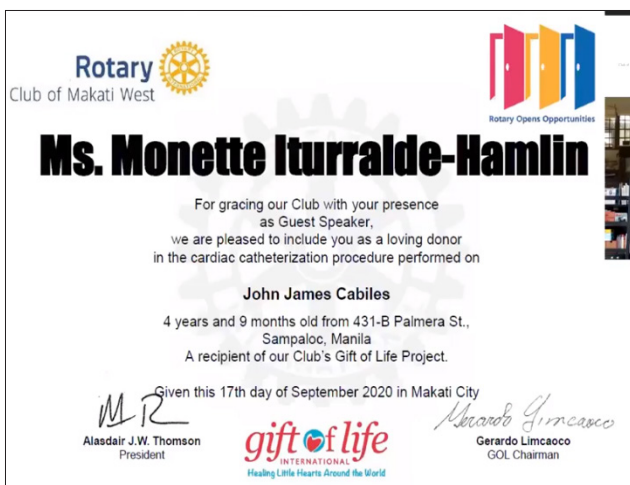 Rotary
Club of Makati West
Rotary Opens Opportunities
Ms. Monette Iturralde-Hamlin
For gracing our Club with your presence
as Guest Speaker,
we are pleased to include you as a loving donor
in the cardiac catheterization procedure performed on
John James Cabiles
4 years and 9 months old from 431-B Palmera St.,
Sampaloc, Manila
A recipient of our Club's Gift of Life Project.
Given this 17th day of September 2020 in Makati City
Alasdair J.W. Thomson
President
gift of life
INTERNATIONAL
Healing Little Hearts Around the World
Gerardo Limcaoco
Gerardo Limcaoco
GOL Chairman